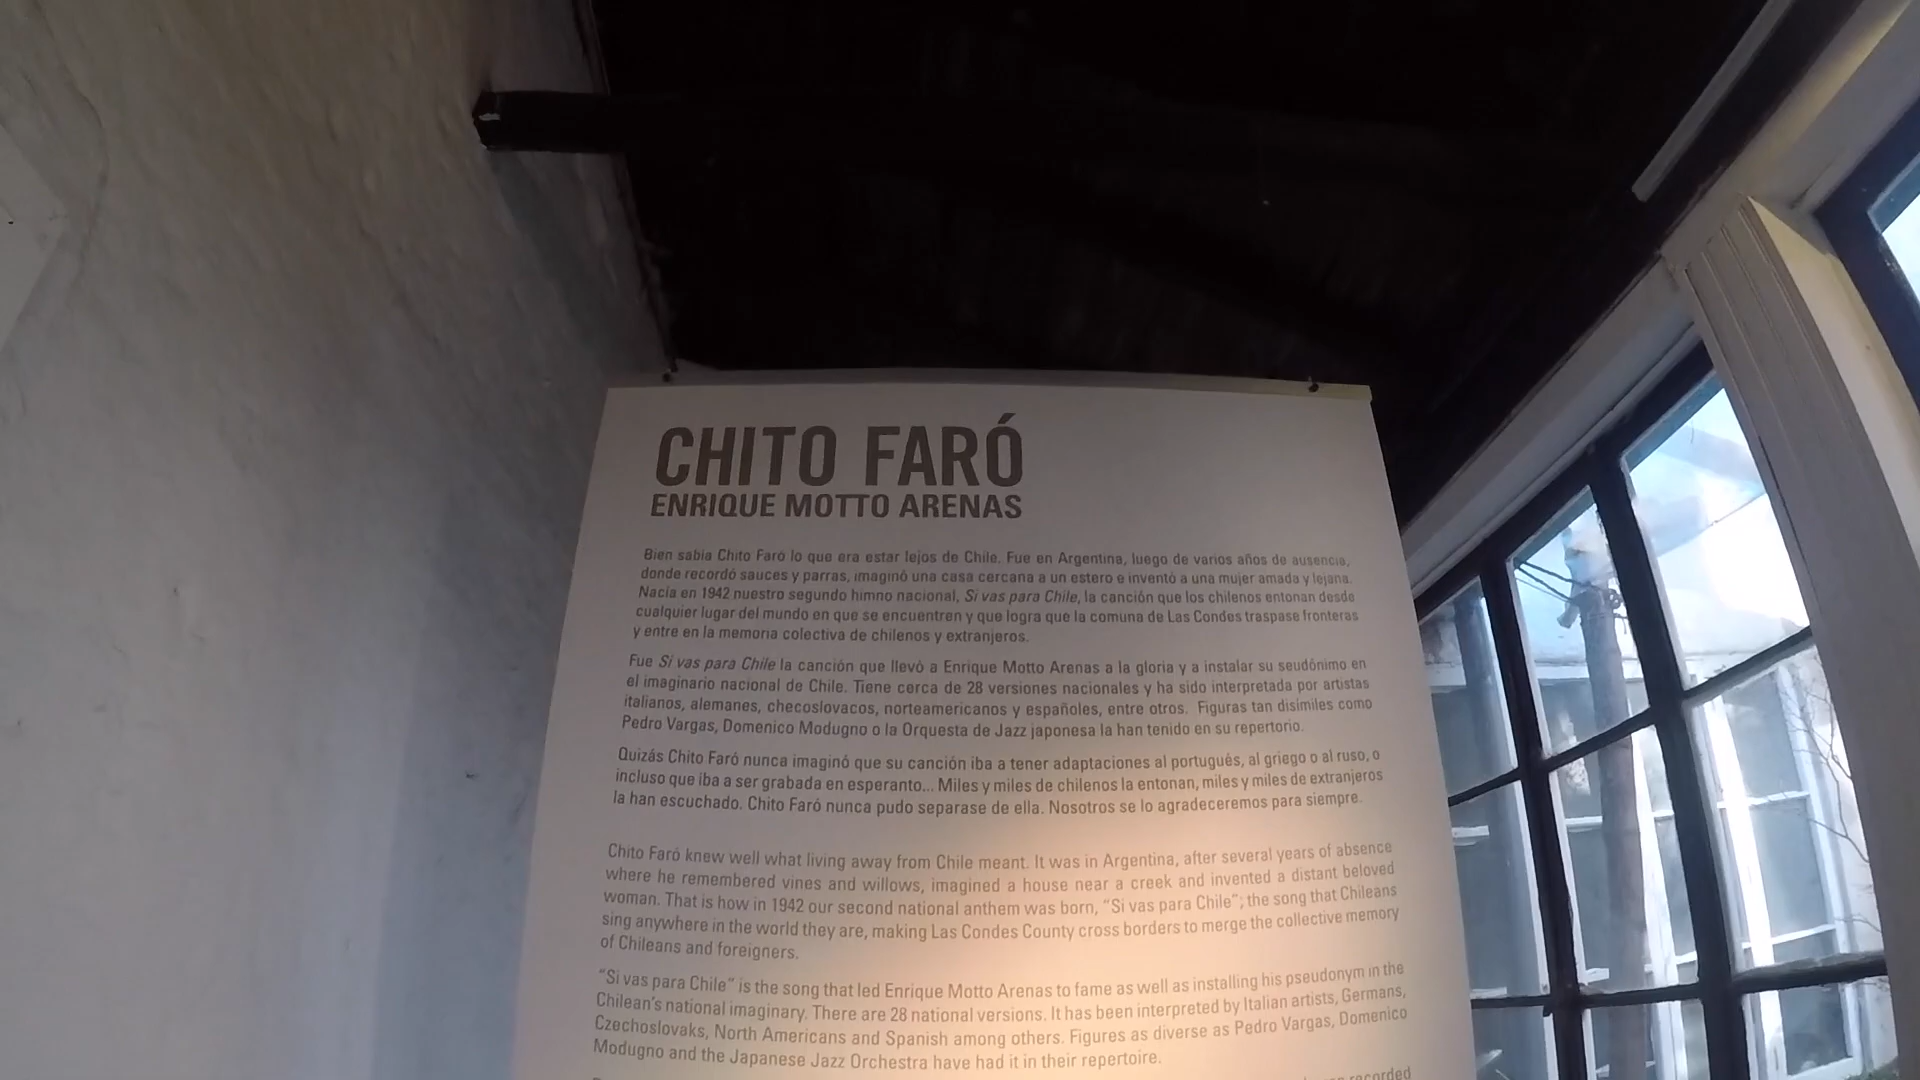 CHITO FARÓ
ENRIQUE MOTTO ARENAS
Bien sabía Chito Faró lo que era estar lejos de Chile. Fue en Argentina, luego de varios años de ausencia,
donde recordó sauces y parras, imaginó una casa cercana a un estero e inventó a una mujer amada y lejana.
Nacía en 1942 nuestro segundo himno nacional, Si vas para Chile, la canción que los chilenos entonan desde
cualquier lugar del mundo en que se encuentren y que logra que la comuna de Las Condes traspase fronteras
y entre en la memoria colectiva de chilenos y extranjeros.
Fue Si vas para Chile la canción que llevó a Enrique Motto Arenas a la gloria y a instalar su seudónimo en
el imaginario nacional de Chile. Tiene cerca de 28 versiones nacionales y ha sido interpretada por artistas
italianos, alemanes, checoslovacos, norteamericanos y españoles, entre otros. Figuras tan disímiles como
Pedro Vargas, Domenico Modugno o la Orquesta de Jazz japonesa la han tenido en su repertorio.
Quizás Chito Faró nunca imaginó que su canción iba a tener adaptaciones al portugués, al griego o al ruso, o
incluso que iba a ser grabada en esperanto... Miles y miles de chilenos la entonan, miles y miles de extranjeros
la han escuchado. Chito Faró nunca pudo separase de ella. Nosotros se lo agradeceremos para siempre.
Chito Faró knew well what living away from Chile meant. It was in Argentina, after several years of absence
where he remembered vines and willows, imagined a house near a creek and invented a distant beloved
woman. That is how in 1942 our second national anthem was born, “Si vas para Chile”; the song that Chileans
sing anywhere in the world they are, making Las Condes County cross borders to merge the collective memory
of Chileans and foreigners.
“Si vas para Chile” is the song that led Enrique Motto Arenas to fame as well as installing his pseudonym in the
Chilean’s national imaginary. There are 28 national versions. It has been interpreted by Italian artists, Germans,
Czechoslovaks, North Americans and Spanish among others. Figures as diverse as Pedro Vargas, Domenico
Modugno and the Japanese Jazz Orchestra have had it in their repertoire.
recorded